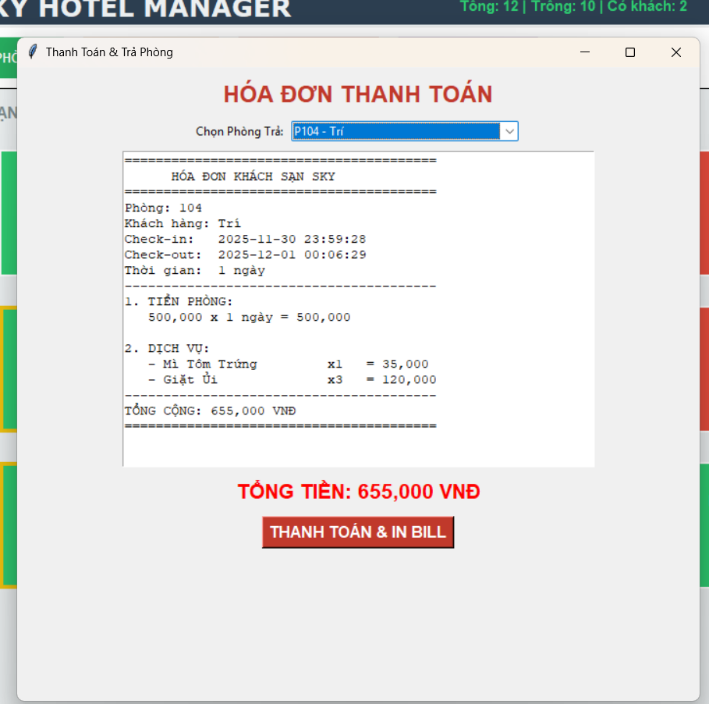 KY HOTEL MANAGER
Tổng: 12 | Trống: 10 | Có khách: 2
Thanh Toán & Trả Phòng
HÓA ĐƠN THANH TOÁN
Chọn Phòng Trả: P104 - Trí
========================================
HÓA ĐƠN KHÁCH SẠN SKY
========================================
Phòng: 104
Khách hàng: Trí
Check-in: 2025-11-30 23:59:28
Check-out: 2025-12-01 00:06:29
Thời gian: 1 ngày
----------------------------------------
1. TIỀN PHÒNG:
500,000 x 1 ngày = 500,000
2. DỊCH VỤ:
- Mì Tôm Trứng x1 = 35,000
- Giặt Ủi x3 = 120,000
----------------------------------------
TỔNG CỘNG: 655,000 VNĐ
========================================
TỔNG TIỀN: 655,000 VNĐ
THANH TOÁN & IN BILL